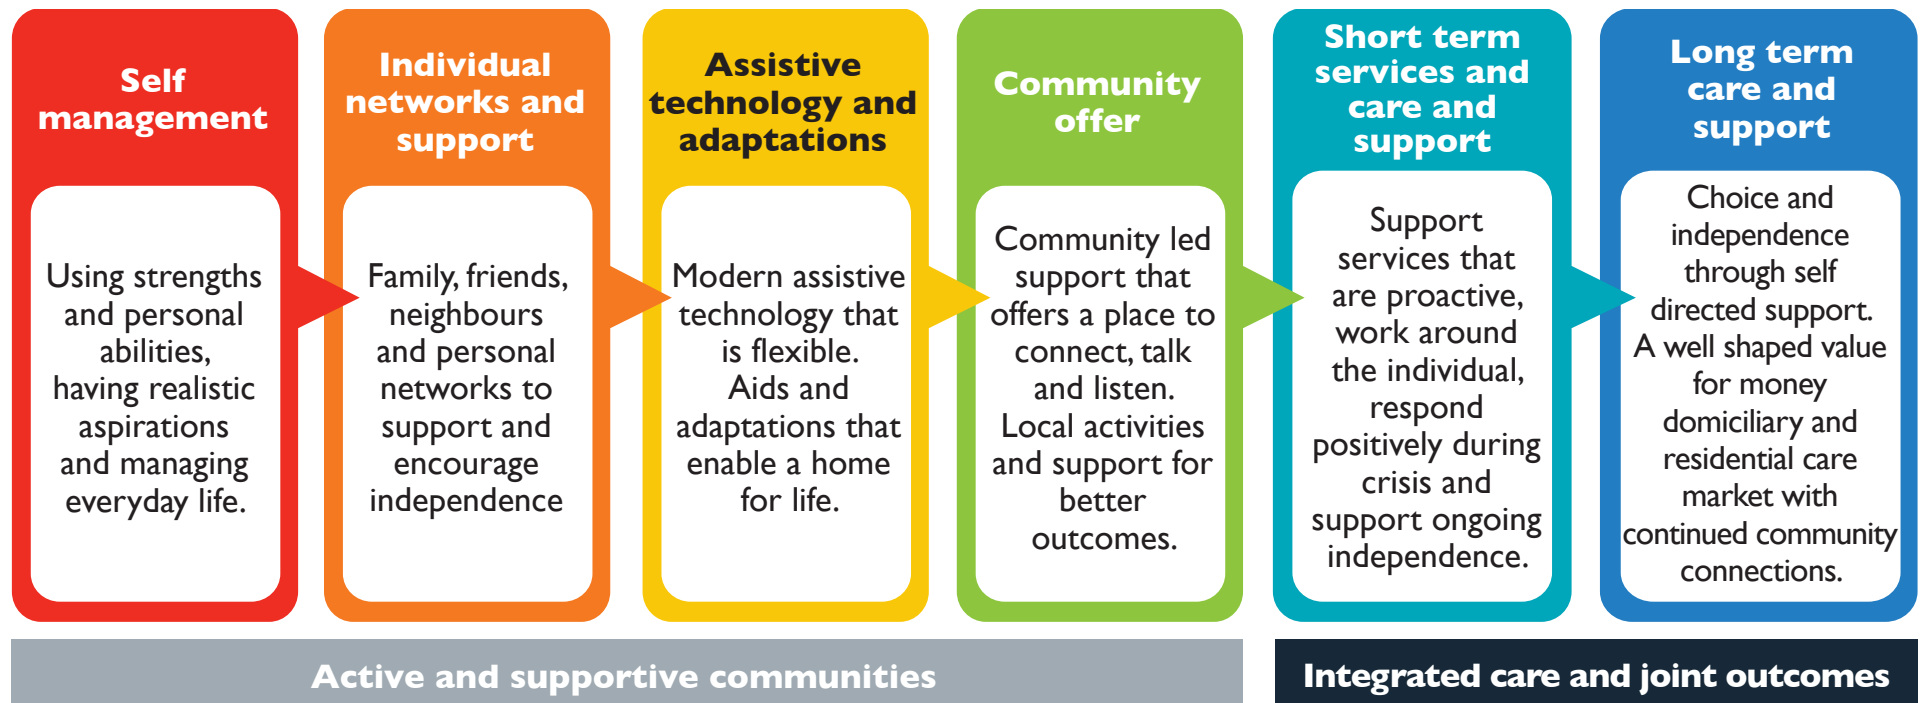 Self
management
Using strengths
and personal
abilities,
having realistic
aspirations
and managing
everyday life.
Individual
networks and
support
Family, friends,
neighbours
and personal
networks to
support and
encourage
independence
Assistive
technology and
adaptations
Modern assistive
technology that
is flexible.
Aids and
adaptations that
enable a home
for life.
Community
offer
Community led
support that
offers a place to
connect, talk
and listen.
Local activities
and support for
better
outcomes.
Short term
services and
care and
support
Support
services that
are proactive,
work around
the individual,
respond
positively during
crisis and
support ongoing
independence.
Long term
care and
support
Choice and
independence
through self
directed support.
A well shaped value
for money
domiciliary and
residential care
market with
continued community
connections.
Active and supportive communities
Integrated care and joint outcomes